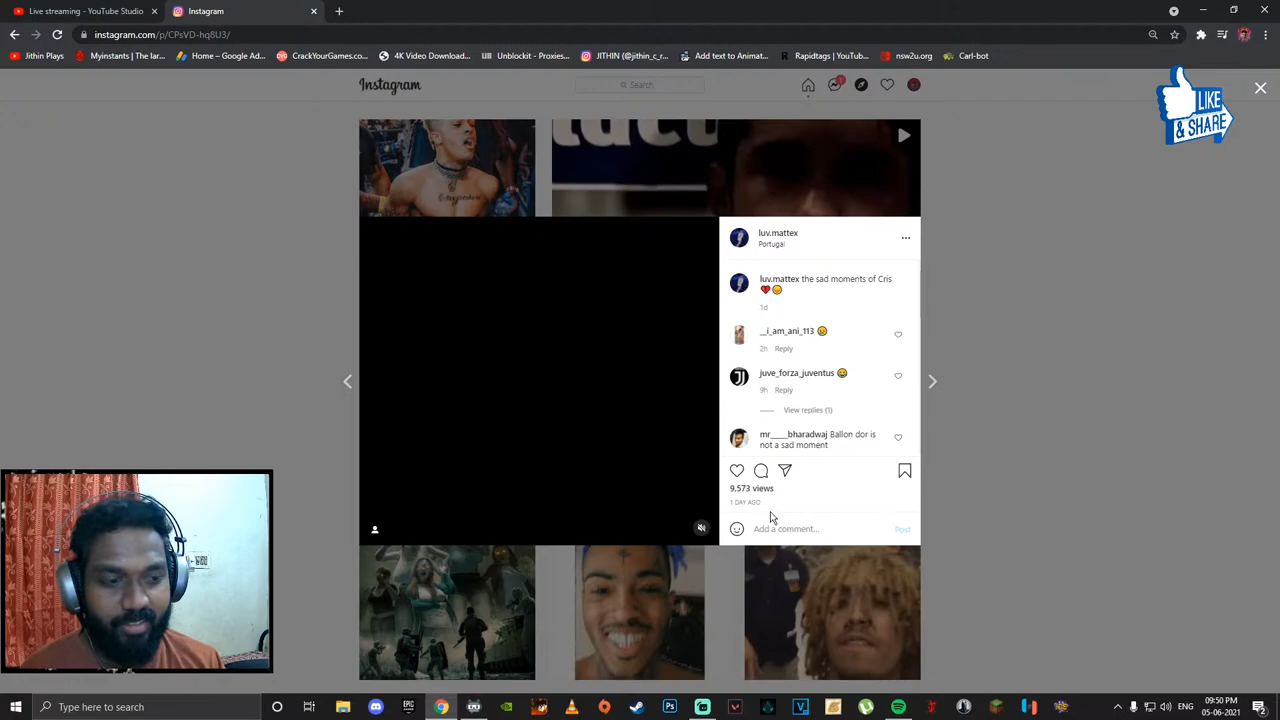 Live streaming - YouTube Studio
Instagram
instagram.com/p/CPsVD-hq8U3/
Jithin Plays
Myinstants | The lar...
Home – Google Ad...
CrackYourGames.co...
4K Video Download...
Unblockit - Proxies...
JITHIN (@jithin_c_r...
Add text to Animat...
Rapidtags | YouTub...
nsw2u.org
Carl-bot
Instagram
Search
1
LIKE
& SHARE
luv.mattex
Portugal
luv.mattex the sad moments of Cris
1d
__i_am_ani_113
2h Reply
juve_forza_juventus
9h Reply
View replies (1)
mr____bharadwaj Ballon dor is
not a sad moment
9,573 views
1 DAY AGO
Add a comment...
Post
Type here to search
09:50 PM
05-06-2021